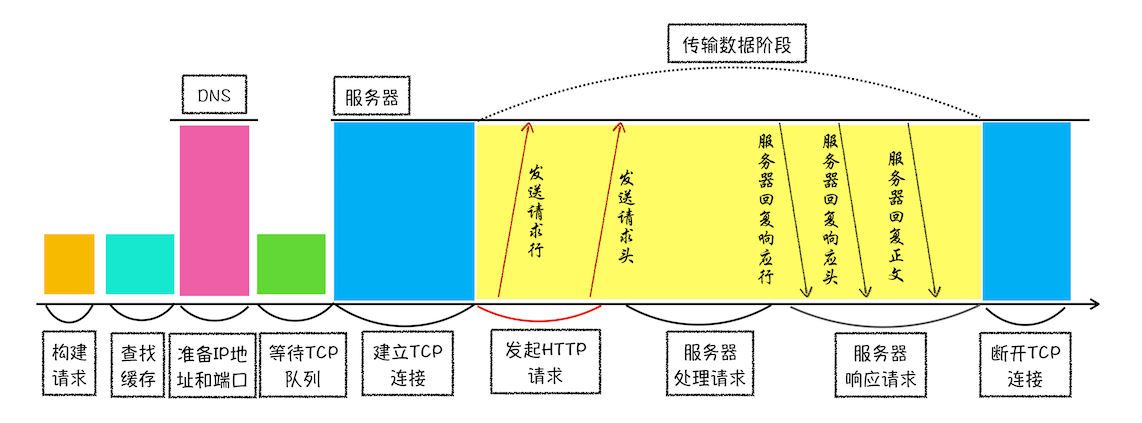 传输数据阶段
DNS
服务器
发送请求行
发送请求头
服务器回复响应行
服务器回复响应头
服务器回复正文
构建
请求
查找
缓存
准备IP地
址和端口
等待TCP
队列
建立TCP
连接
发起HTTP
请求
服务器
处理请求
服务器
响应请求
断开TCP
连接